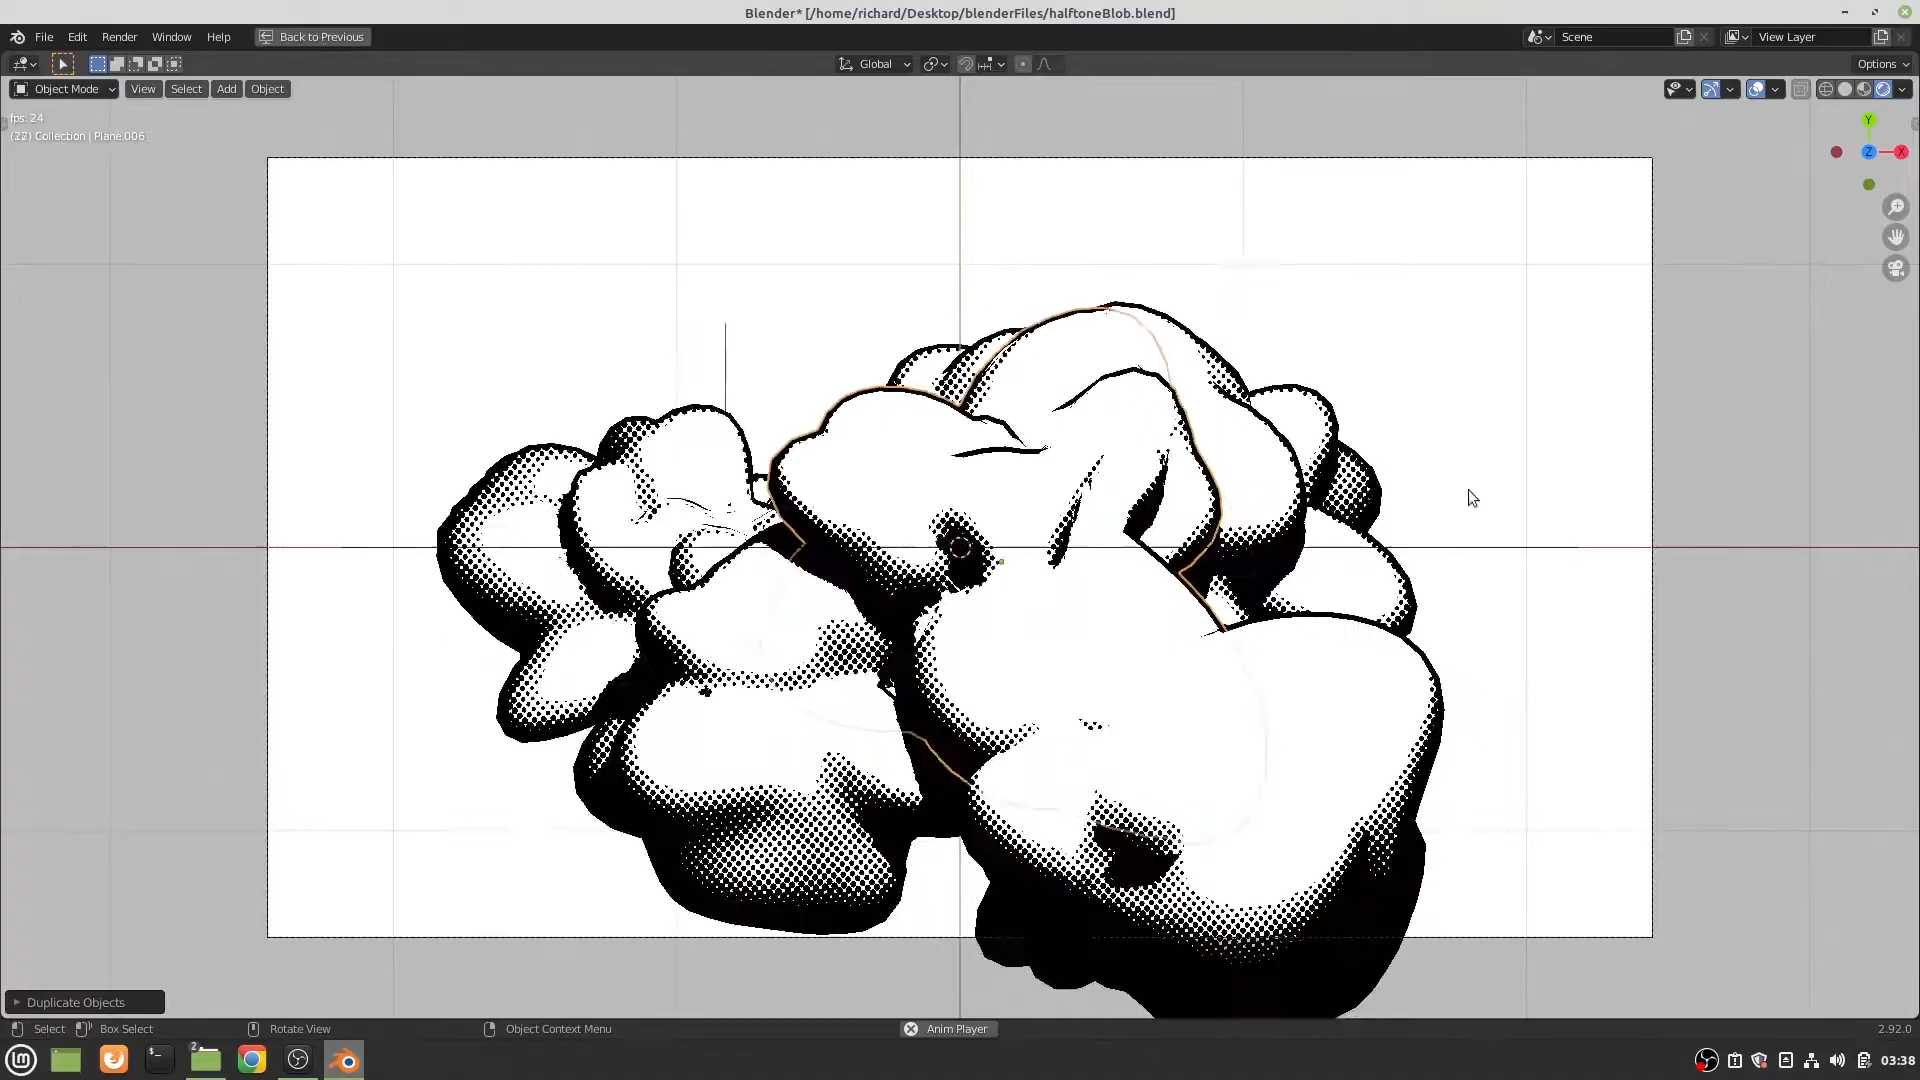 Blender* [/home/richard/Desktop/blenderFiles/halftoneBlob.blend]
File Edit Render Window Help Back to Previous Scene View Layer
Global Options
Object Mode View Select Add Object
fps: 24
(22) Collection | Plane.006
Y
Z X
Duplicate Objects
Select Box Select Rotate View Object Context Menu Anim Player 2.92.0
2 03:38